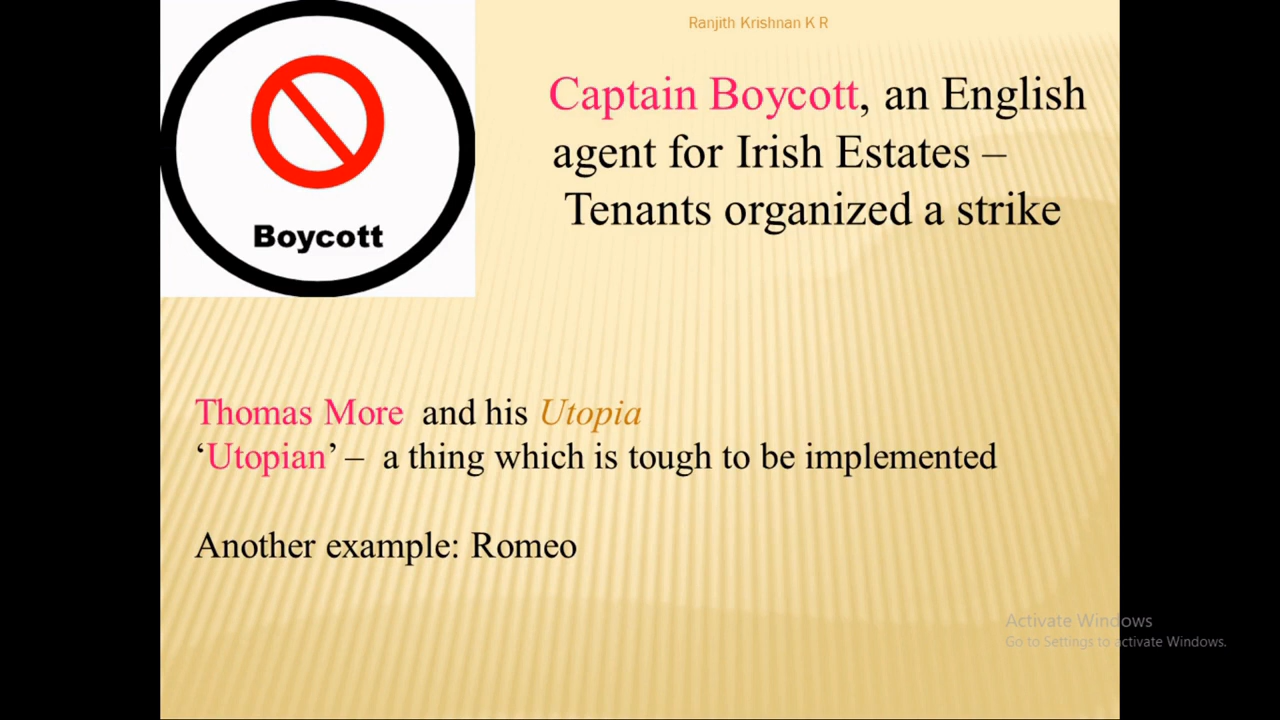 Ranjith Krishnan K R
Boycott
Captain Boycott, an English
agent for Irish Estates –
Tenants organized a strike
Thomas More and his Utopia
‘Utopian’ – a thing which is tough to be implemented
Another example: Romeo
Activate Windows
Go to Settings to activate Windows.